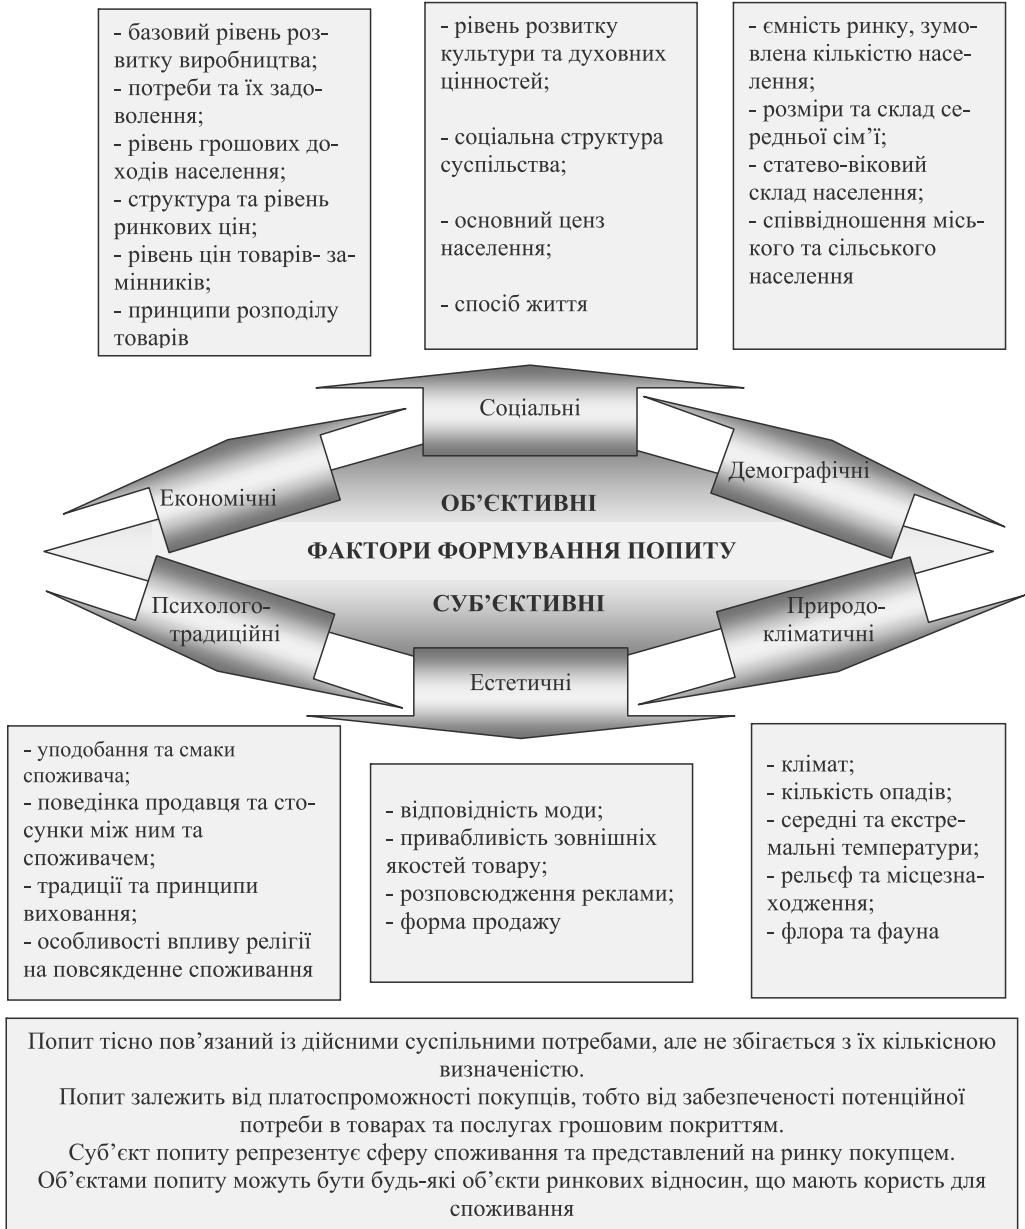 - базовий рівень роз-
витку виробництва;
- потреби та їх задо-
волення;
- рівень грошових до-
ходів населення;
- структура та рівень
ринкових цін;
- рівень цін товарів- за-
мінників;
- принципи розподілу
товарів
- рівень розвитку
культури та духовних
цінностей;
- соціальна структура
суспільства;
- основний ценз
населення;
- спосіб життя
- ємність ринку, зумо-
влена кількістю насе-
лення;
- розміри та склад се-
редньої сім’ї;
- статево-віковий
склад населення;
- співвідношення місь-
кого та сільського
населення
Соціальні
Економічні
Демографічні
ОБ’ЄКТИВНІ
ФАКТОРИ ФОРМУВАННЯ ПОПИТУ
СУБ’ЄКТИВНІ
Психолого-
традиційні
Природо-
кліматичні
Естетичні
- уподобання та смаки
споживача;
- поведінка продавця та сто-
сунки між ним та
споживачем;
- традиції та принципи
виховання;
- особливості впливу релігії
на повсякденне споживання
- відповідність моди;
- привабливість зовнішніх
якостей товару;
- розповсюдження реклами;
- форма продажу
- клімат;
- кількість опадів;
- середні та екстре-
мальні температури;
- рельєф та місцезна-
ходження;
- флора та фауна
Попит тісно пов’язаний із дійсними суспільними потребами, але не збігається з їх кількісною
визначеністю.
Попит залежить від платоспроможності покупців, тобто від забезпеченості потенційної
потреби в товарах та послугах грошовим покриттям.
Суб’єкт попиту репрезентує сферу споживання та представлений на ринку покупцем.
Об’єктами попиту можуть бути будь-які об’єкти ринкових відносин, що мають користь для
споживання